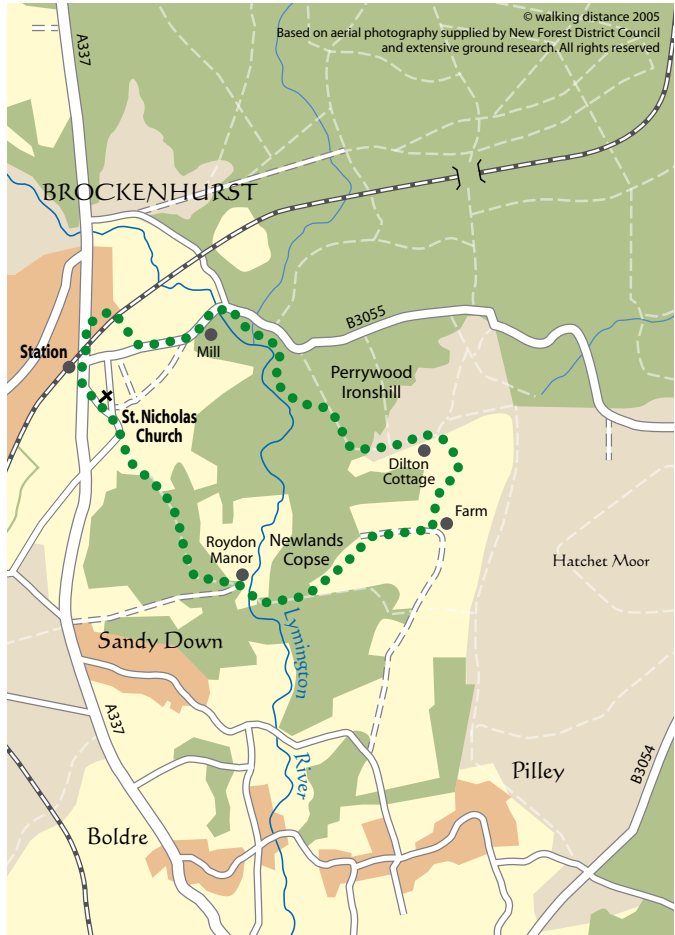 © walking distance 2005
Based on aerial photography supplied by New Forest District Council
and extensive ground research. All rights reserved
A337
BROCKENHURST
B3055
Station
Mill
Perrywood
Ironshill
St. Nicholas
Church
Dilton
Cottage
Farm
Roydon
Manor
Newlands
Copse
Hatchet Moor
Lymington
River
Sandy Down
A337
Pilley
B3054
Boldre